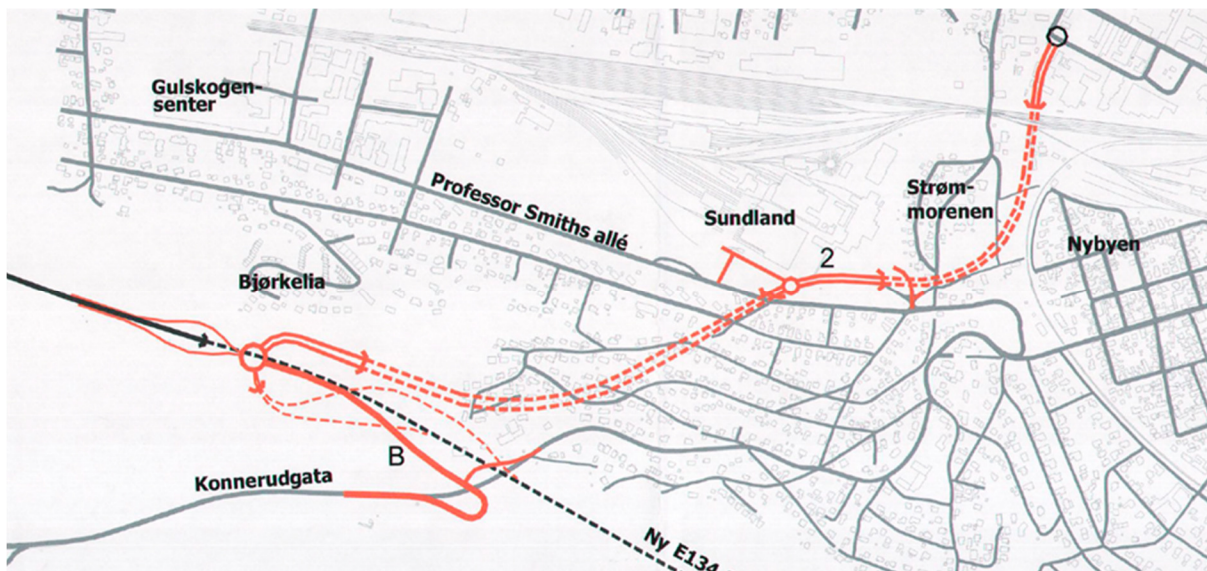 Gulskogen-
senter
Professor Smiths allé
Strøm-
morenen
Sundland
Nybyen
2
Bjørkelia
B
Konnerudgata
Ny E134